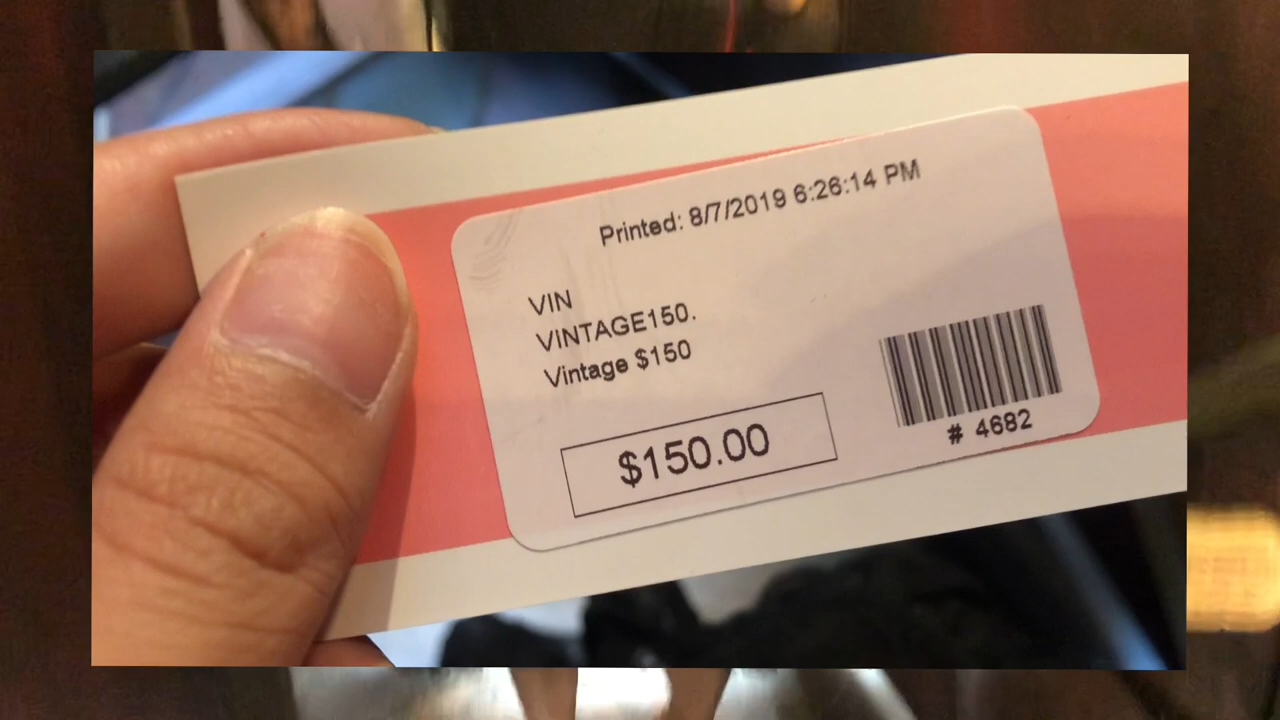 Printed: 8/7/2019 6:26:14 PM
VIN
VINTAGE150.
Vintage $150
$150.00
# 4682